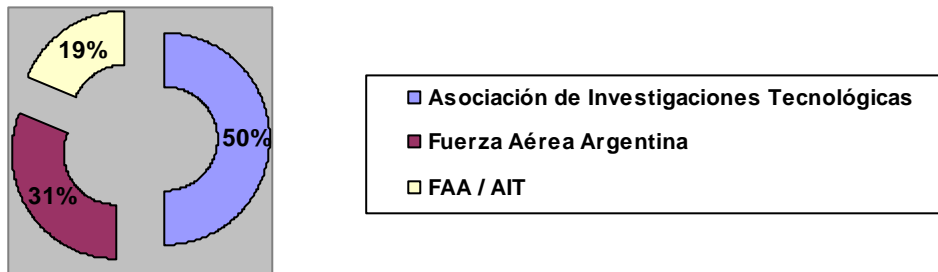 19%
50%
31%
Asociación de Investigaciones Tecnológicas
Fuerza Aérea Argentina
FAA / AIT